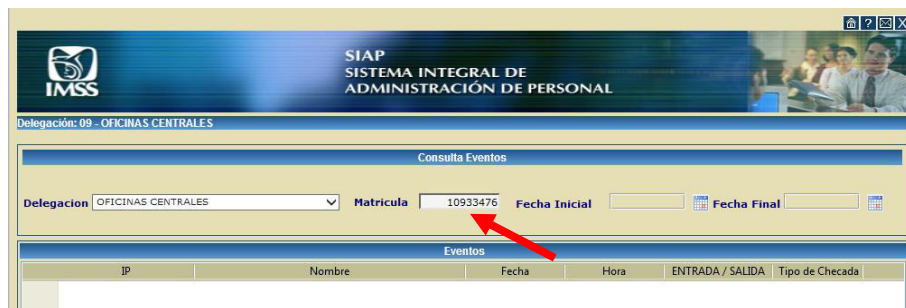 ? X
IMSS
SIAP
SISTEMA INTEGRAL DE
ADMINISTRACIÓN DE PERSONAL
Delegación: 09 - OFICINAS CENTRALES
Consulta Eventos
Delegacion OFICINAS CENTRALES Matricula 10933476 Fecha Inicial Fecha Final
Eventos
IP Nombre Fecha Hora ENTRADA / SALIDA Tipo de Checada